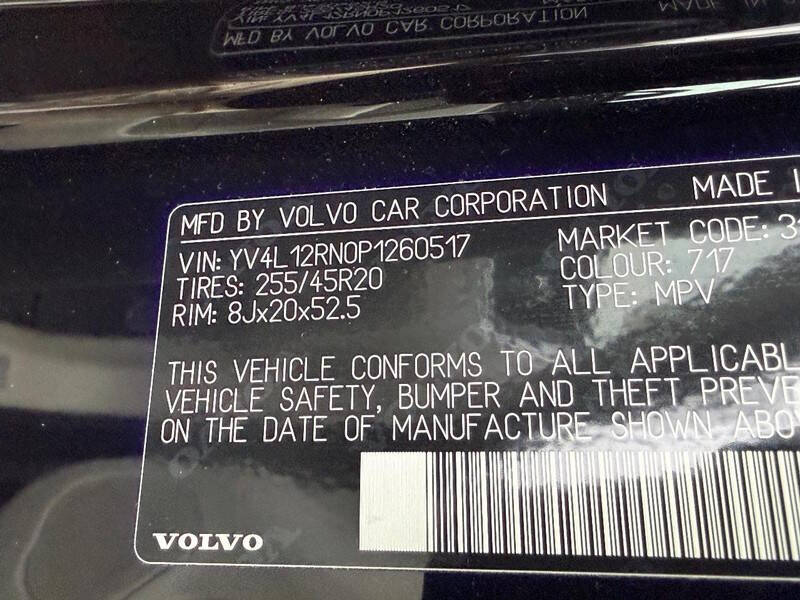 MFD BY VOLVO CAR CORPORATION MADE
VIN: YV4L12RN0P1260517 MARKET CODE: 3
TIRES: 255/45R20 COLOUR: 717
RIM: 8Jx20x52.5 TYPE: MPV
THIS VEHICLE CONFORMS TO ALL APPLICABL
VEHICLE SAFETY, BUMPER AND THEFT PREVE
ON THE DATE OF MANUFACTURE SHOWN ABO
VOLVO